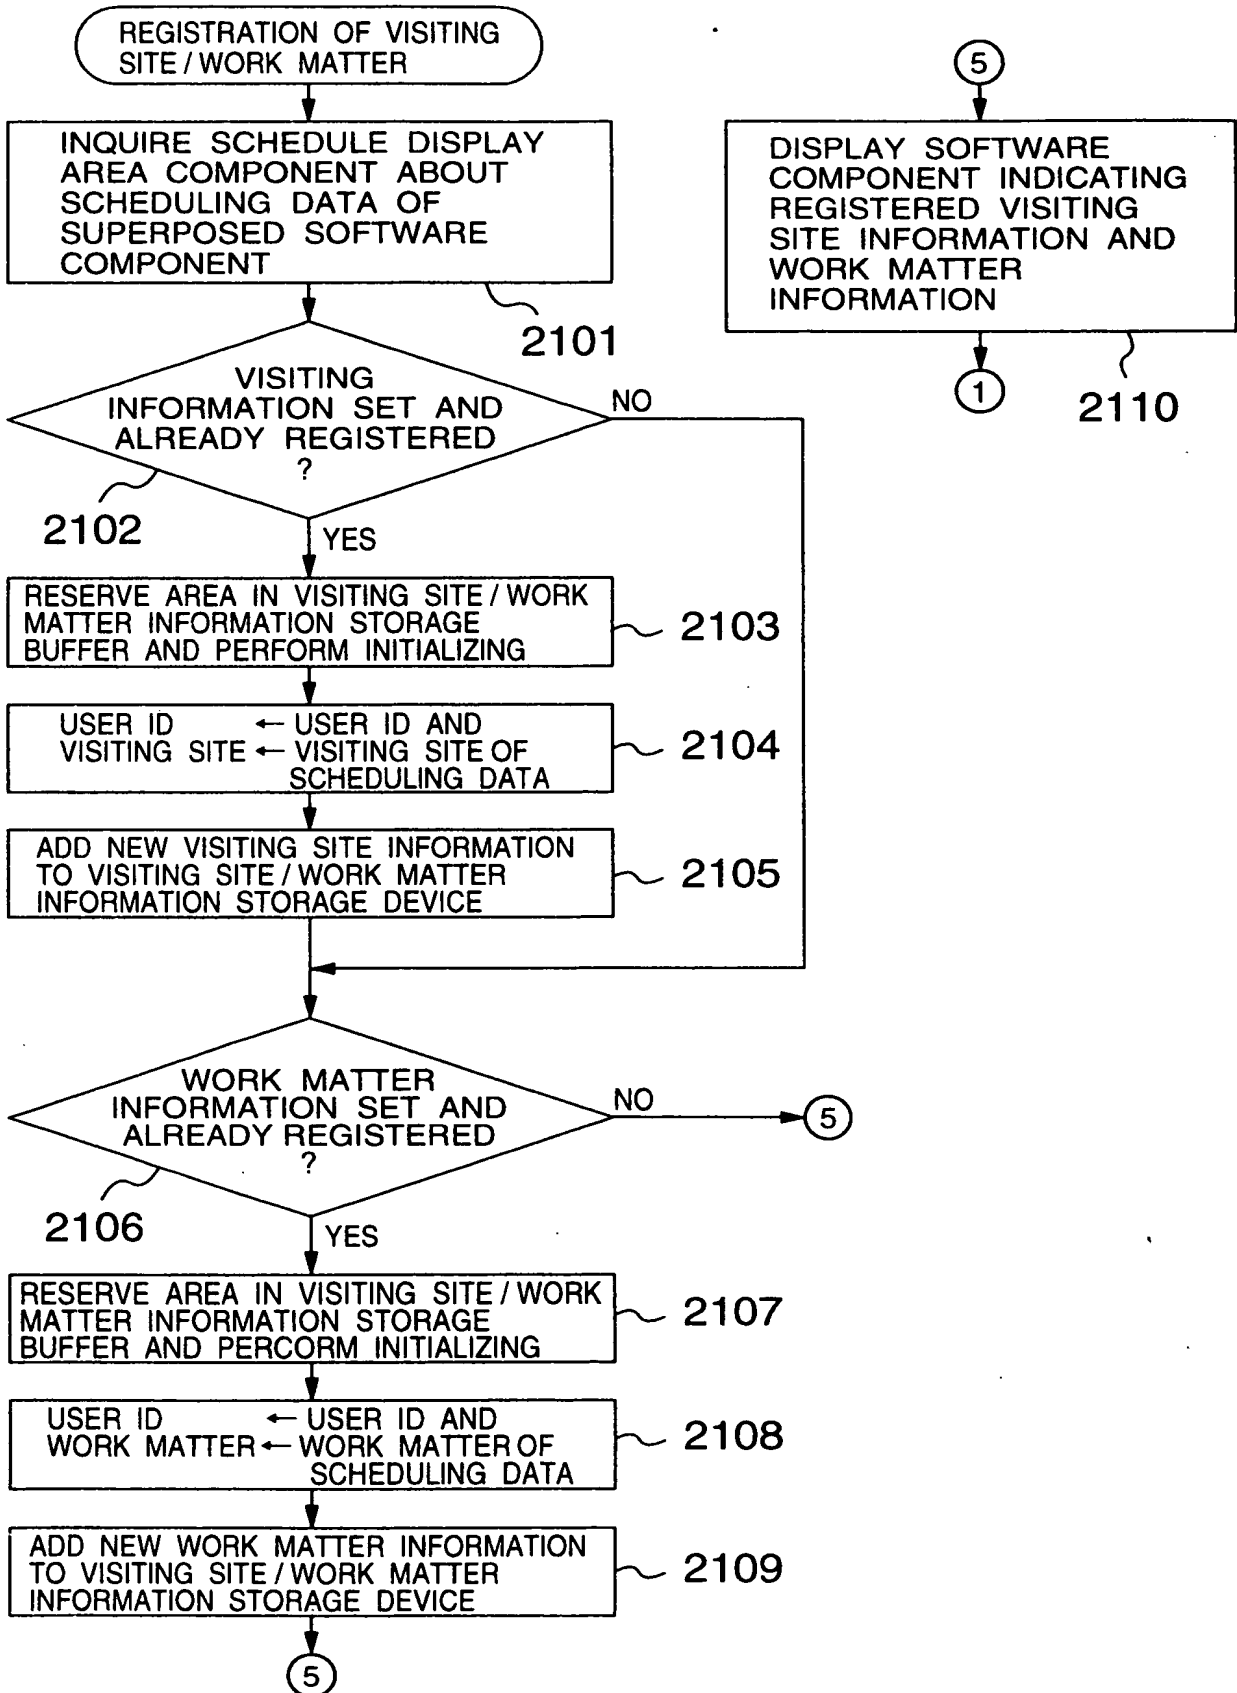 REGISTRATION OF VISITING
SITE/WORK MATTER
INQUIRE SCHEDULE DISPLAY
AREA COMPONENT ABOUT
SCHEDULING DATA OF
SUPERPOSED SOFTWARE
COMPONENT
2101
VISITING
INFORMATION SET AND
ALREADY REGISTERED
?
NO
2102
YES
RESERVE AREA IN VISITING SITE/WORK
MATTER INFORMATION STORAGE
BUFFER AND PERFORM INITIALIZING
2103
USER ID ← USER ID AND
VISITING SITE ← VISITING SITE OF
SCHEDULING DATA
2104
ADD NEW VISITING SITE INFORMATION
TO VISITING SITE/WORK MATTER
INFORMATION STORAGE DEVICE
2105
WORK MATTER
INFORMATION SET AND
ALREADY REGISTERED
?
NO
5
2106
YES
RESERVE AREA IN VISITING SITE/WORK
MATTER INFORMATION STORAGE
BUFFER AND PERCORM INITIALIZING
2107
USER ID ← USER ID AND
WORK MATTER ← WORK MATTER OF
SCHEDULING DATA
2108
ADD NEW WORK MATTER INFORMATION
TO VISITING SITE/WORK MATTER
INFORMATION STORAGE DEVICE
2109
5
5
DISPLAY SOFTWARE
COMPONENT INDICATING
REGISTERED VISITING
SITE INFORMATION AND
WORK MATTER
INFORMATION
2110
1